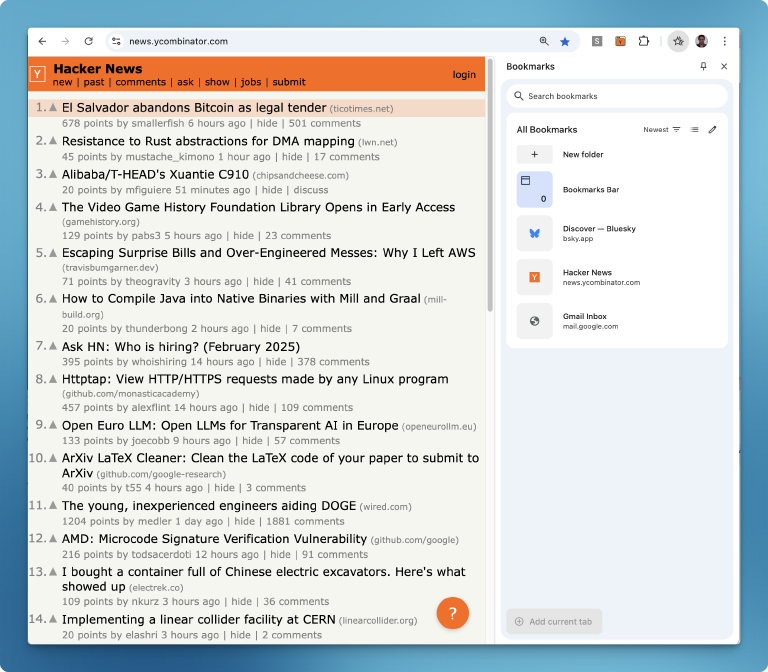 news.ycombinator.com
S
Y
Hacker News
new | past | comments | ask | show | jobs | submit
login
1. El Salvador abandons Bitcoin as legal tender (ticotimes.net)
678 points by smallerfish 6 hours ago | hide | 501 comments
2. Resistance to Rust abstractions for DMA mapping (lwn.net)
45 points by mustache_kimono 1 hour ago | hide | 17 comments
3. Alibaba/T-HEAD's Xuantie C910 (chipsandcheese.com)
20 points by mfiguiere 51 minutes ago | hide | discuss
4. The Video Game History Foundation Library Opens in Early Access
(gamehistory.org)
129 points by pabs3 5 hours ago | hide | 23 comments
5. Escaping Surprise Bills and Over-Engineered Messes: Why I Left AWS
(travisbumgarner.dev)
71 points by theogravity 3 hours ago | hide | 41 comments
6. How to Compile Java into Native Binaries with Mill and Graal (mill-
build.org)
20 points by thunderbong 2 hours ago | hide | 7 comments
7. Ask HN: Who is hiring? (February 2025)
395 points by whoishiring 14 hours ago | hide | 378 comments
8. Httptap: View HTTP/HTTPS requests made by any Linux program
(github.com/monasticacademy)
457 points by alexflint 14 hours ago | hide | 109 comments
9. Open Euro LLM: Open LLMs for Transparent AI in Europe (openeurollm.eu)
133 points by joecobb 9 hours ago | hide | 57 comments
10. ArXiv LaTeX Cleaner: Clean the LaTeX code of your paper to submit to
ArXiv (github.com/google-research)
40 points by t55 4 hours ago | hide | 3 comments
11. The young, inexperienced engineers aiding DOGE (wired.com)
1204 points by medler 1 day ago | hide | 1881 comments
12. AMD: Microcode Signature Verification Vulnerability (github.com/google)
216 points by todsacerdoti 12 hours ago | hide | 91 comments
13. I bought a container full of Chinese electric excavators. Here's what
showed up (electrek.co)
109 points by nkurz 3 hours ago | hide | 36 comments
14. Implementing a linear collider facility at CERN (linearcollider.org)
20 points by elashri 3 hours ago | hide | 2 comments
?
Bookmarks
Search bookmarks
All Bookmarks
Newest
New folder
0
Bookmarks Bar
Discover — Bluesky
bsky.app
Y
Hacker News
news.ycombinator.com
Gmail Inbox
mail.google.com
Add current tab